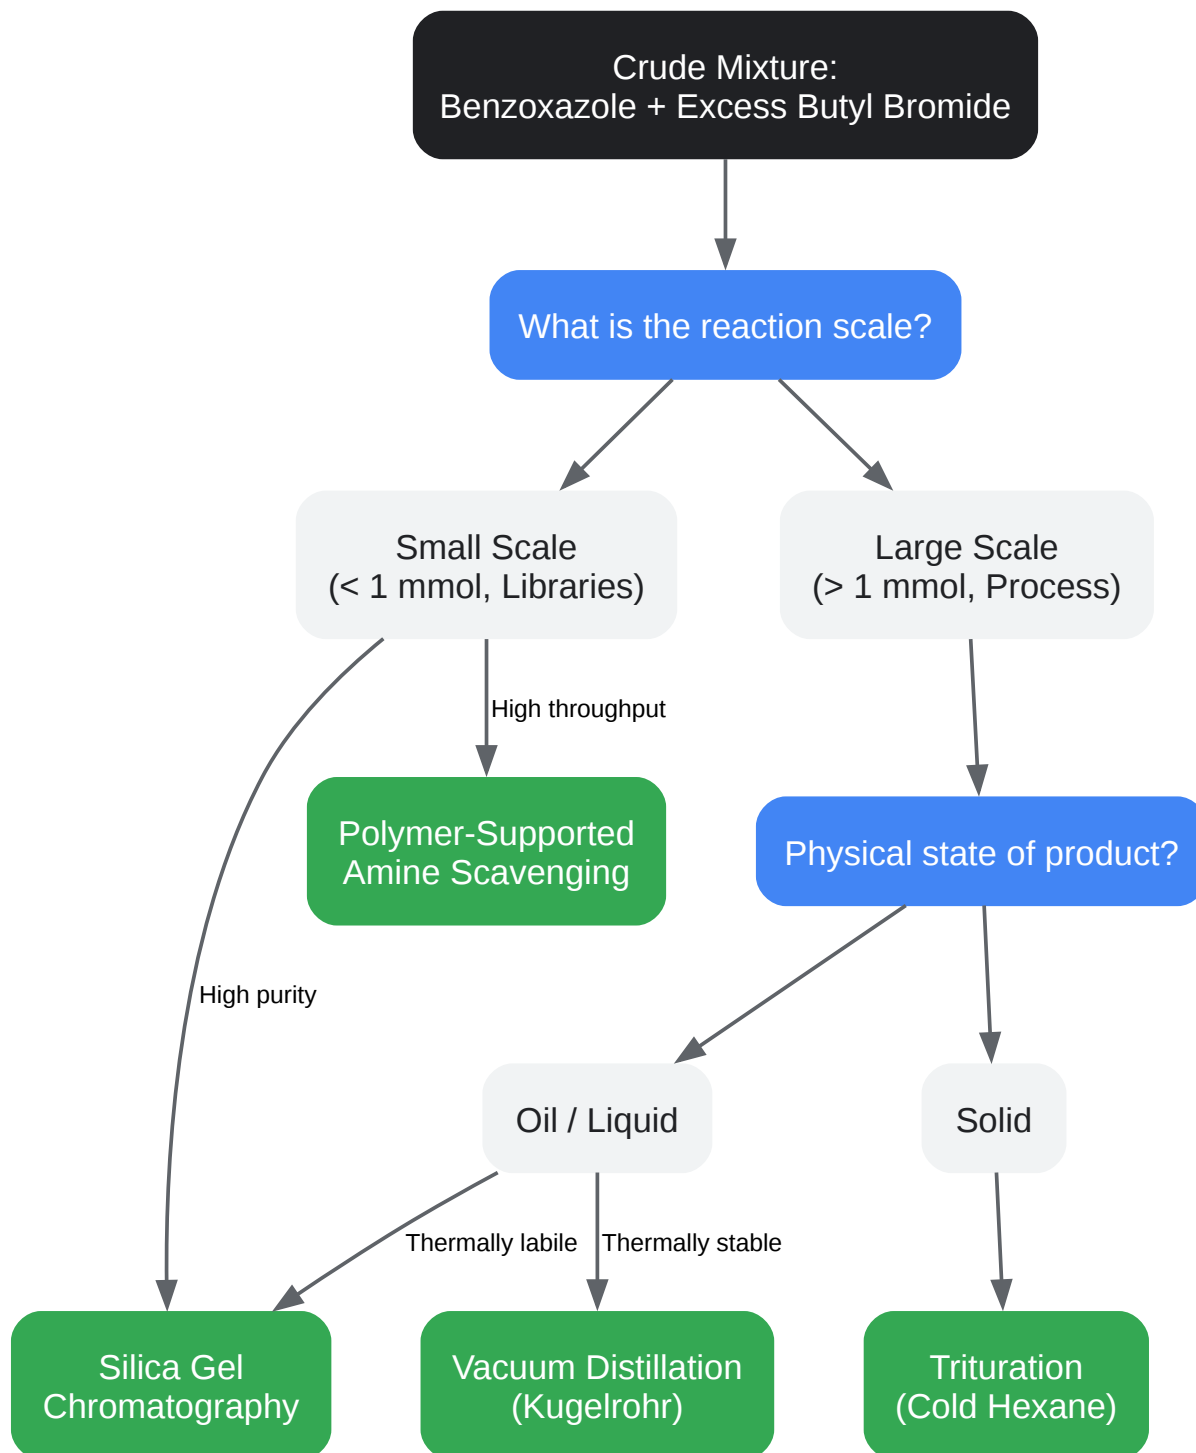 Crude Mixture:
Benzoxazole + Excess Butyl Bromide
What is the reaction scale?
Small Scale
(< 1 mmol, Libraries)
Large Scale
(> 1 mmol, Process)
High throughput
Polymer-Supported
Amine Scavenging
Physical state of product?
High purity
Oil / Liquid
Solid
Thermally labile
Thermally stable
Silica Gel
Chromatography
Vacuum Distillation
(Kugelrohr)
Trituration
(Cold Hexane)